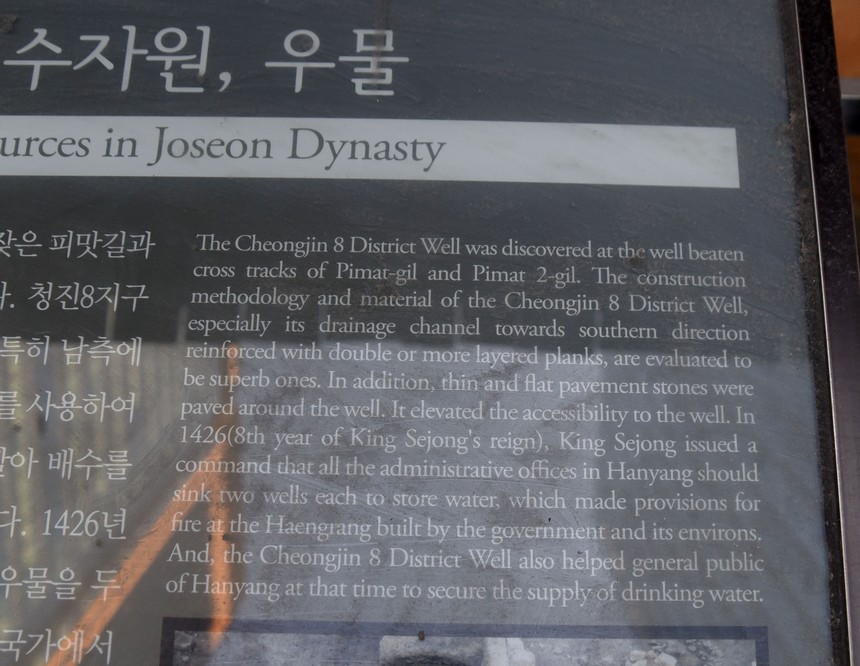 수자원, 우물
urces in Joseon Dynasty
잦은 피맛길과
다. 청진8지구
특히 남측에
를 사용하여
깔아 배수를
다. 1426년
우물을 두
국가에서
The Cheongjin 8 District Well was discovered at the well beaten
cross tracks of Pimat-gil and Pimat 2-gil. The construction
methodology and material of the Cheongjin 8 District Well,
especially its drainage channel towards southern direction
reinforced with double or more layered planks, are evaluated to
be superb ones. In addition, thin and flat pavement stones were
paved around the well. It elevated the accessibility to the well. In
1426(8th year of King Sejong's reign), King Sejong issued a
command that all the administrative offices in Hanyang should
sink two wells each to store water, which made provisions for
fire at the Haengrang built by the government and its environs.
And, the Cheongjin 8 District Well also helped general public
of Hanyang at that time to secure the supply of drinking water.